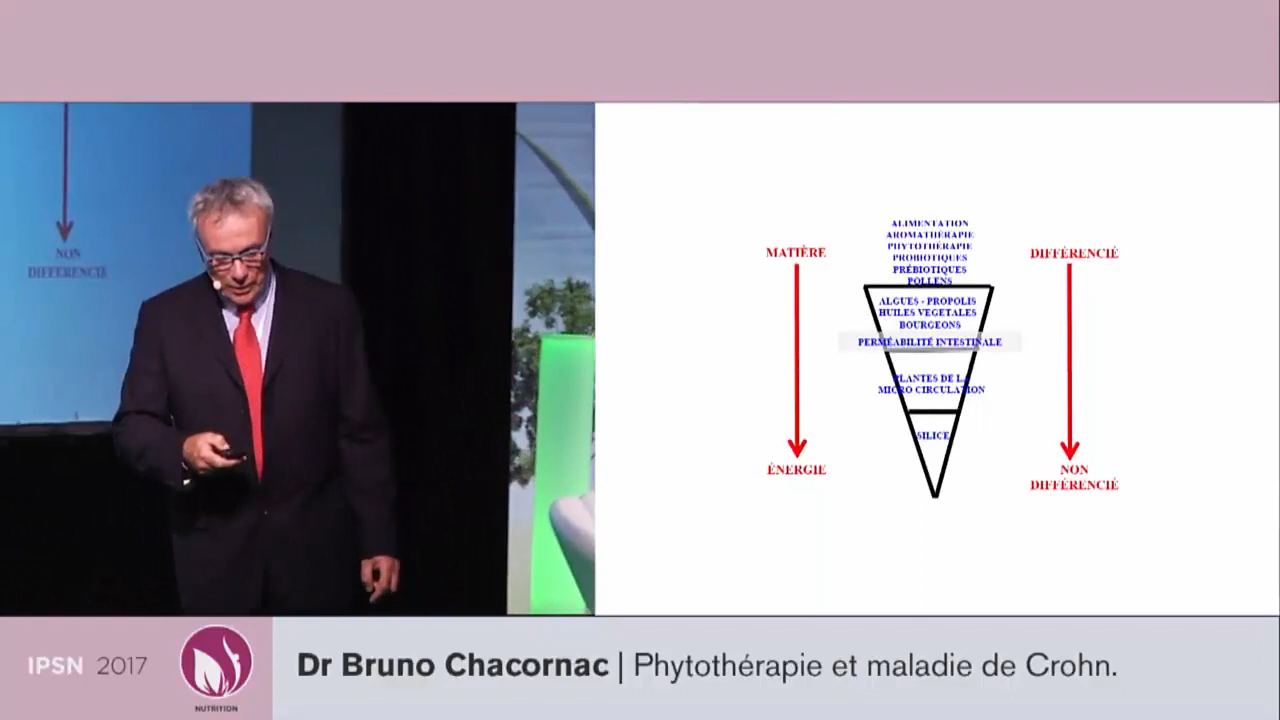 NON
DIFFÉRENCIÉ
MATIÈRE
ÉNERGIE
ALIMENTATION
AROMATHÉRAPIE
PHYTOTHÉRAPIE
PROBIOTIQUES
PRÉBIOTIQUES
POLLENS
ALGUES - PROPOLIS
HUILES VEGETALES
BOURGEONS
PERMÉABILITÉ INTESTINALE
PLANTES DE LA
MICRO CIRCULATION
SILICE
DIFFÉRENCIÉ
NON
DIFFÉRENCIÉ
IPSN 2017
NUTRITION
Dr Bruno Chacornac | Phytothérapie et maladie de Crohn.